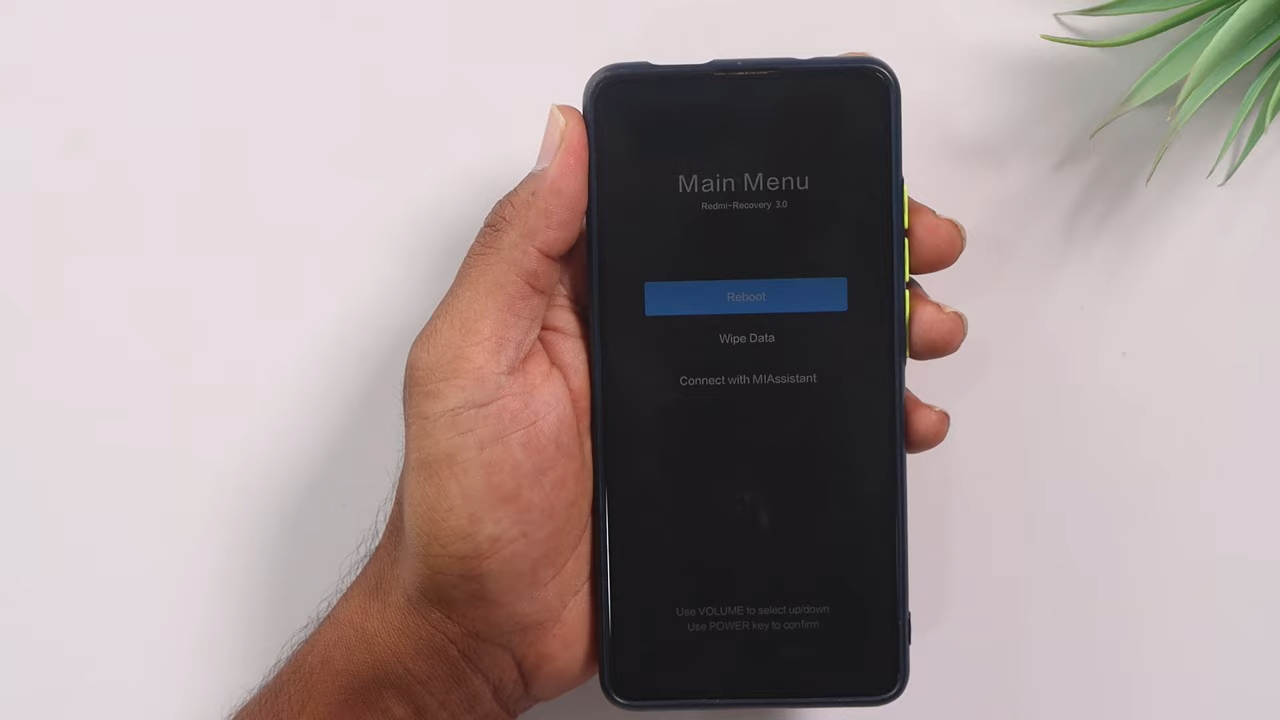 Main Menu
Redmi-Recovery 3.0
Reboot
Wipe Data
Connect with MIAssistant
Use VOLUME to select up/down
Use POWER key to confirm